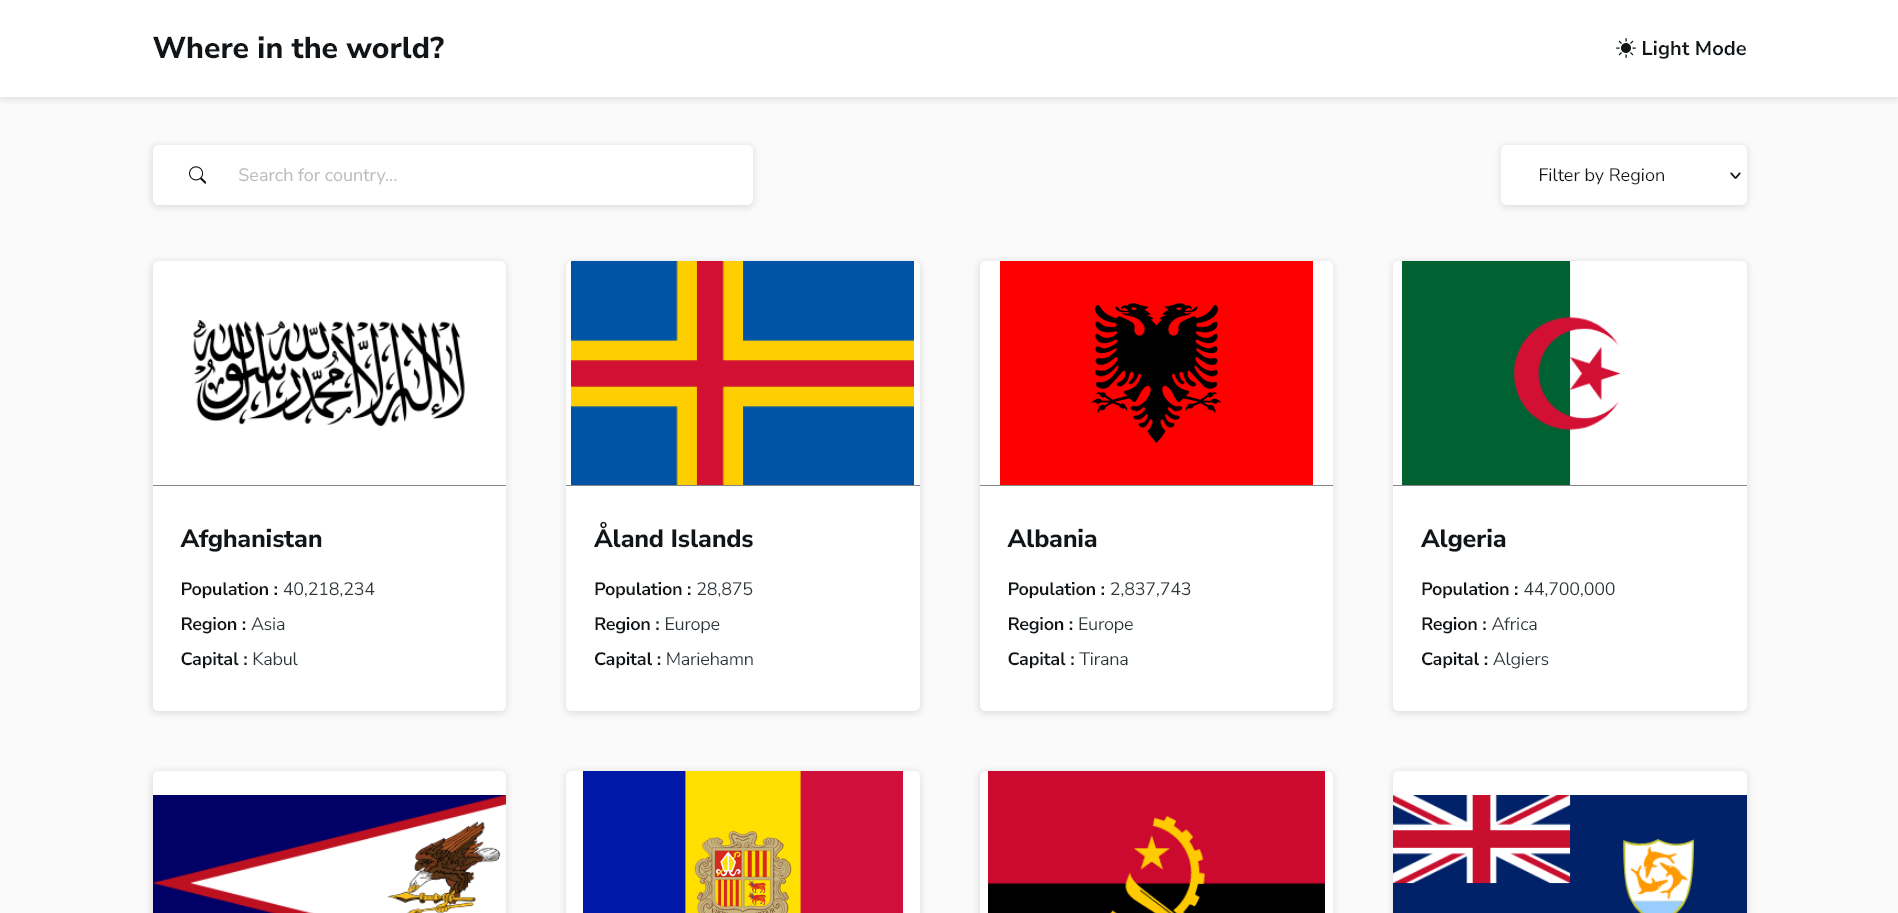 Where in the world?
Light Mode
Search for country...
Filter by Region
لا إله إلا الله محمد رسول الله
Afghanistan
Population : 40,218,234
Region : Asia
Capital : Kabul
Åland Islands
Population : 28,875
Region : Europe
Capital : Mariehamn
Albania
Population : 2,837,743
Region : Europe
Capital : Tirana
Algeria
Population : 44,700,000
Region : Africa
Capital : Algiers